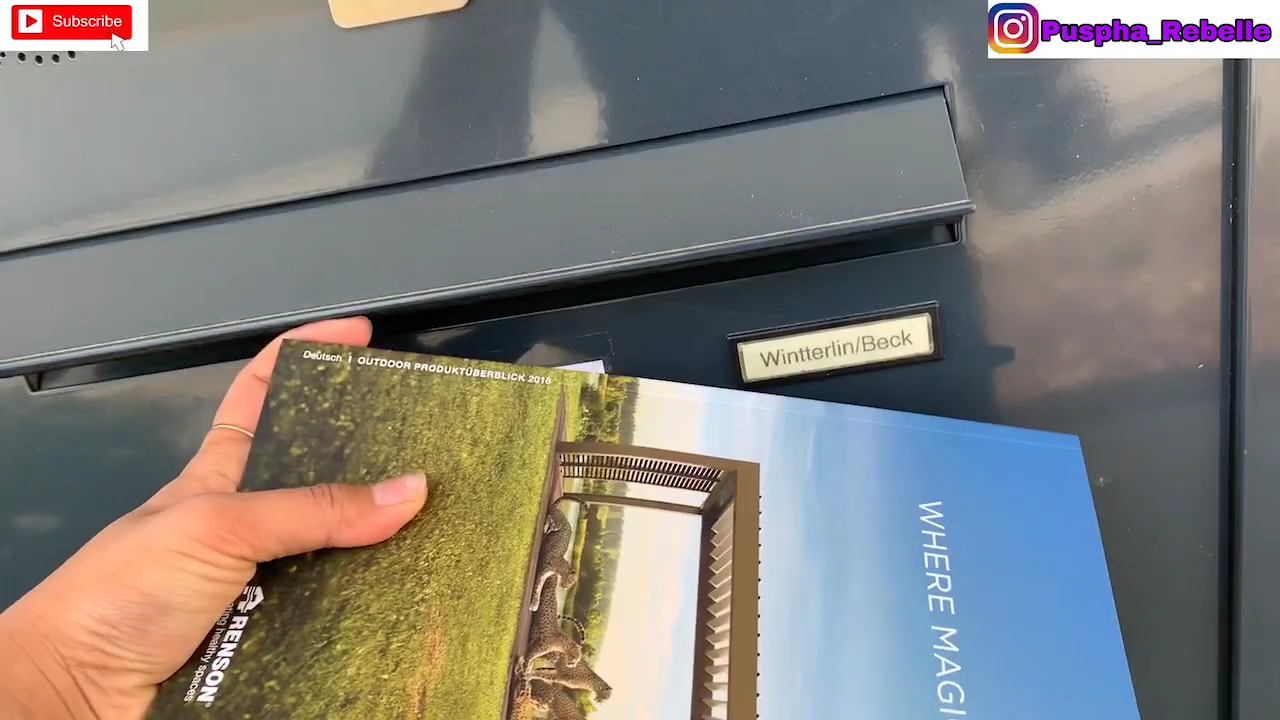 Subscribe
Puspha_Rebelle
Wintterlin/Beck
Deutsch | OUTDOOR PRODUKTÜBERBLICK 2016
WHERE MAGI
RENSON®
healthy spaces